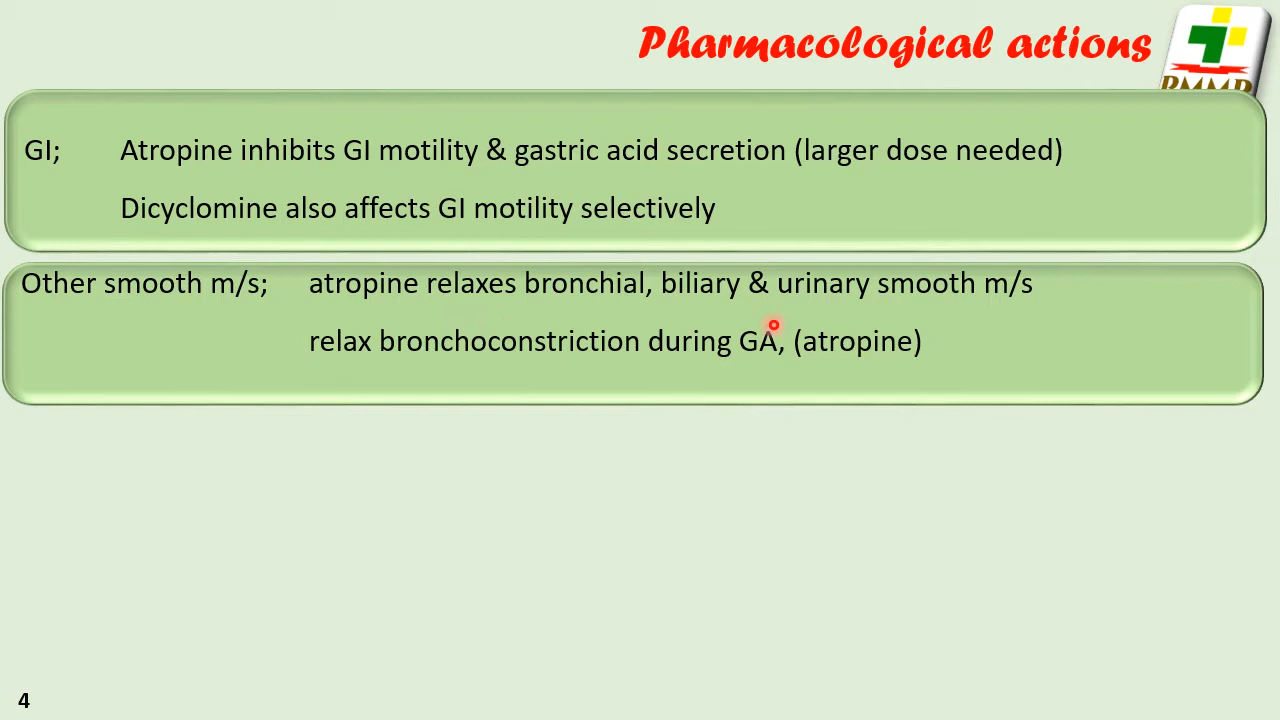 Pharmacological actions
GI; Atropine inhibits GI motility & gastric acid secretion (larger dose needed)
Dicyclomine also affects GI motility selectively
Other smooth m/s; atropine relaxes bronchial, biliary & urinary smooth m/s
relax bronchoconstriction during GA, (atropine)
4